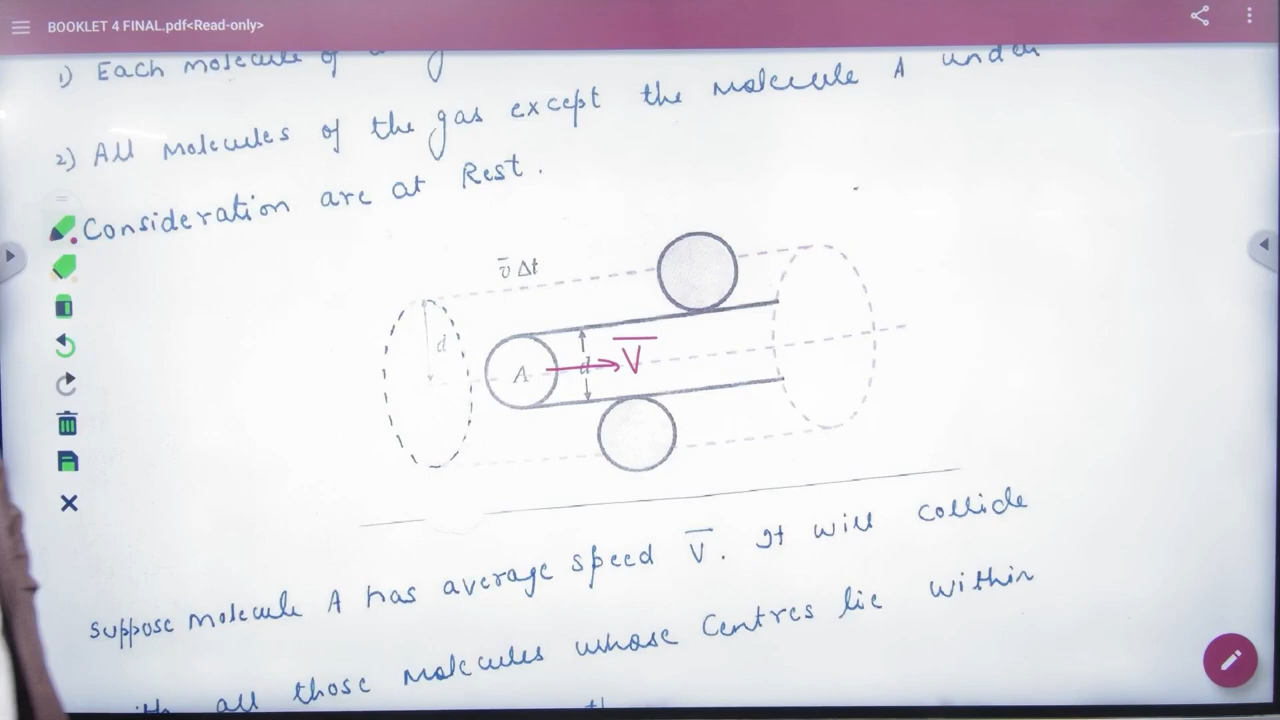 BOOKLET 4 FINAL.pdf<Read-only>
1) Each molecule of a
2) All molecules of the gas except the molecule A under
Consideration are at Rest.
v̅ Δt
d
A
d
V̅
suppose molecule A has average speed V̅. It will collide
with all those molecules whose Centres lie within